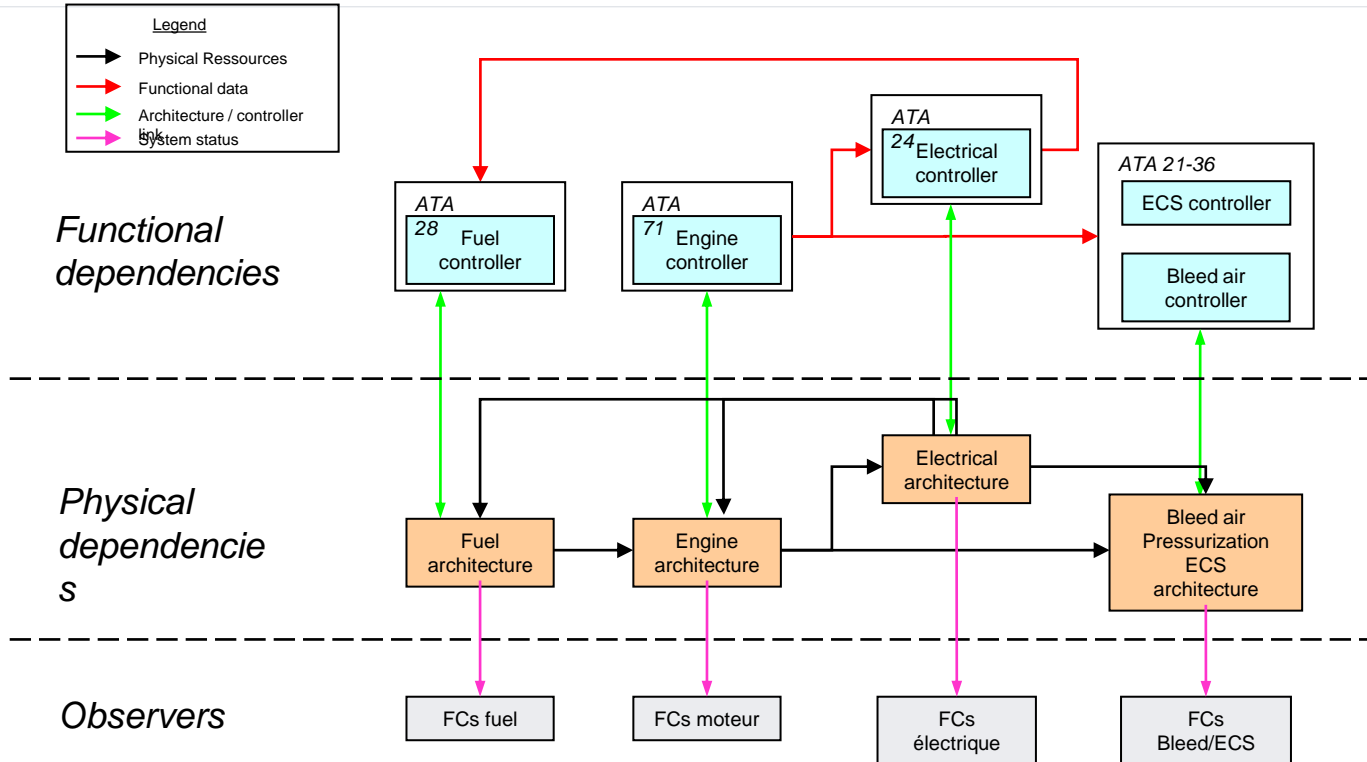 Legend
Physical Ressources
Functional data
Architecture / controller
link
System status
ATA
24
Electrical
controller
ATA 21-36
ECS controller
Bleed air
controller
ATA
28
Fuel
controller
ATA
71
Engine
controller
Functional
dependencies
Electrical
architecture
Physical
dependencie
s
Fuel
architecture
Engine
architecture
Bleed air
Pressurization
ECS
architecture
Observers
FCs fuel
FCs moteur
FCs
électrique
FCs
Bleed/ECS